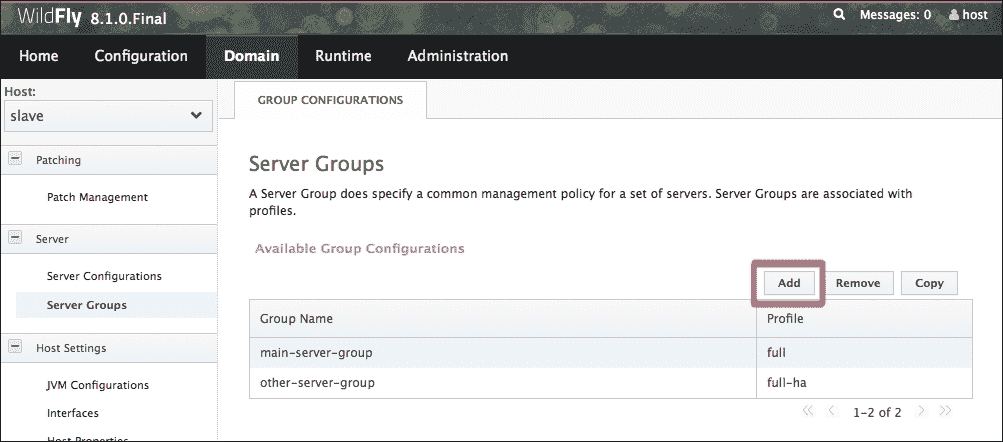 WildFly 8.1.0.Final
Messages: 0 host
Home Configuration Domain Runtime Administration
Host:
slave
Patching
Patch Management
Server
Server Configurations
Server Groups
Host Settings
JVM Configurations
Interfaces
Host Properties
GROUP CONFIGURATIONS
Server Groups
A Server Group does specify a common management policy for a set of servers. Server Groups are associated with
profiles.
Available Group Configurations
Add Remove Copy
Group Name Profile
main-server-group full
other-server-group full-ha
1-2 of 2